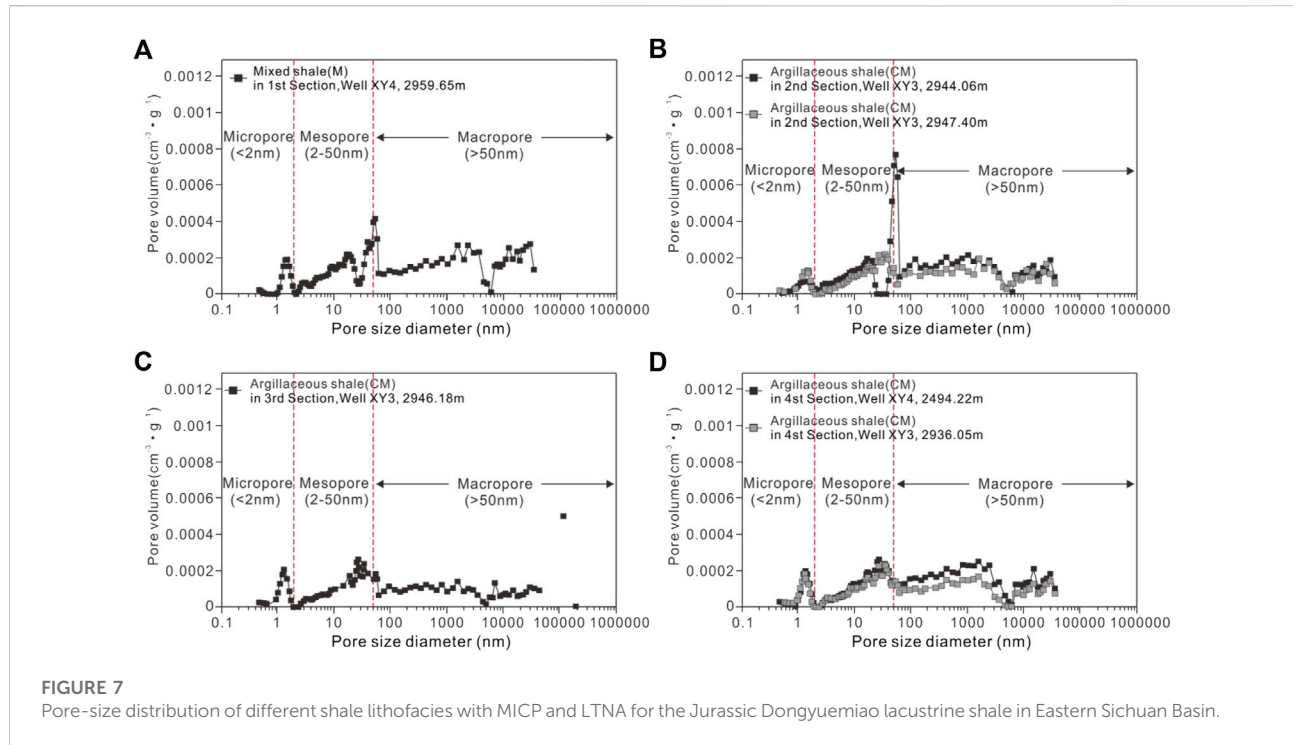 A
0.0012
0.001
0.0008
0.0006
0.0004
0.0002
0
Pore volume(cm⁻³・g⁻¹)
Mixed shale(M)
in 1st Section,Well XY4, 2959.65m
Micropore
(<2nm)
Mesopore
(2-50nm)
Macropore
(>50nm)
0.1 1 10 100 1000 10000 100000 1000000
Pore size diameter (nm)
B
0.0012
0.001
0.0008
0.0006
0.0004
0.0002
0
Pore volume(cm⁻³・g⁻¹)
Argillaceous shale(CM)
in 2nd Section,Well XY3, 2944.06m
Argillaceous shale(CM)
in 2nd Section,Well XY3, 2947.40m
Micropore
(<2nm)
Mesopore
(2-50nm)
Macropore
(>50nm)
0.1 1 10 100 1000 10000 100000 1000000
Pore size diameter (nm)
C
0.0012
0.001
0.0008
0.0006
0.0004
0.0002
0
Pore volume(cm⁻³・g⁻¹)
Argillaceous shale(CM)
in 3rd Section,Well XY3, 2946.18m
Micropore
(<2nm)
Mesopore
(2-50nm)
Macropore
(>50nm)
0.1 1 10 100 1000 10000 100000 1000000
Pore size diameter (nm)
D
0.0012
0.001
0.0008
0.0006
0.0004
0.0002
0
Pore volume(cm⁻³・g⁻¹)
Argillaceous shale(CM)
in 4st Section,Well XY4, 2494.22m
Argillaceous shale(CM)
in 4st Section,Well XY3, 2936.05m
Micropore
(<2nm)
Mesopore
(2-50nm)
Macropore
(>50nm)
0.1 1 10 100 1000 10000 100000 1000000
Pore size diameter (nm)
FIGURE 7
Pore-size distribution of different shale lithofacies with MICP and LTNA for the Jurassic Dongyuemiao lacustrine shale in Eastern Sichuan Basin.